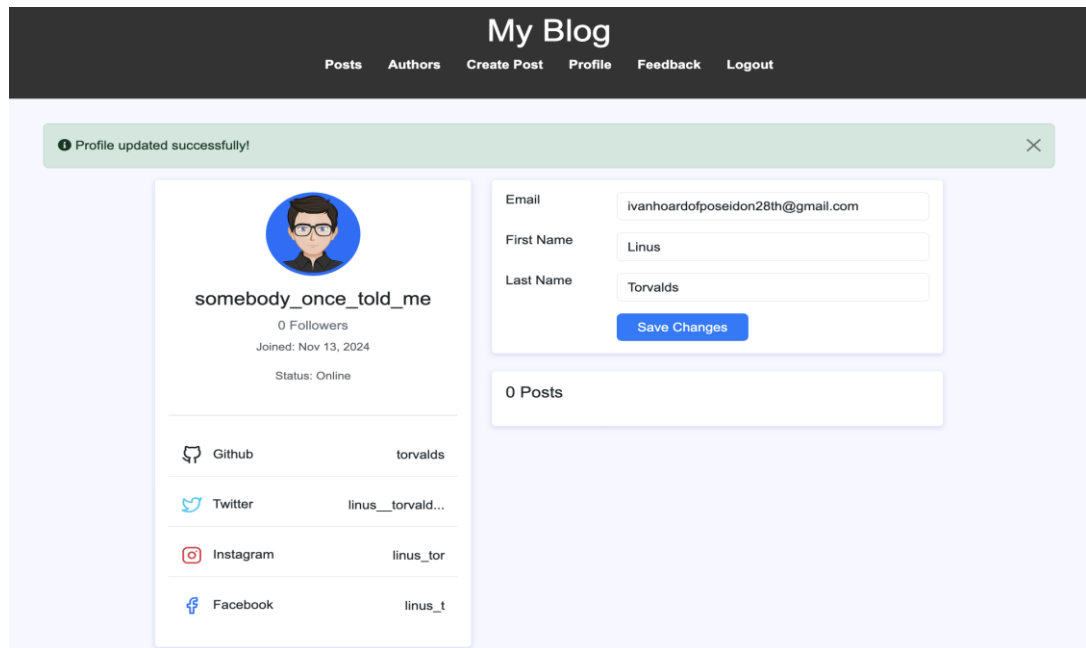 My Blog
Posts Authors Create Post Profile Feedback Logout
Profile updated successfully!
somebody_once_told_me
0 Followers
Joined: Nov 13, 2024
Status: Online
Github torvalds
Twitter linus__torvald...
Instagram linus_tor
Facebook linus_t
Email ivanhoardofposeidon28th@gmail.com
First Name Linus
Last Name Torvalds
Save Changes
0 Posts